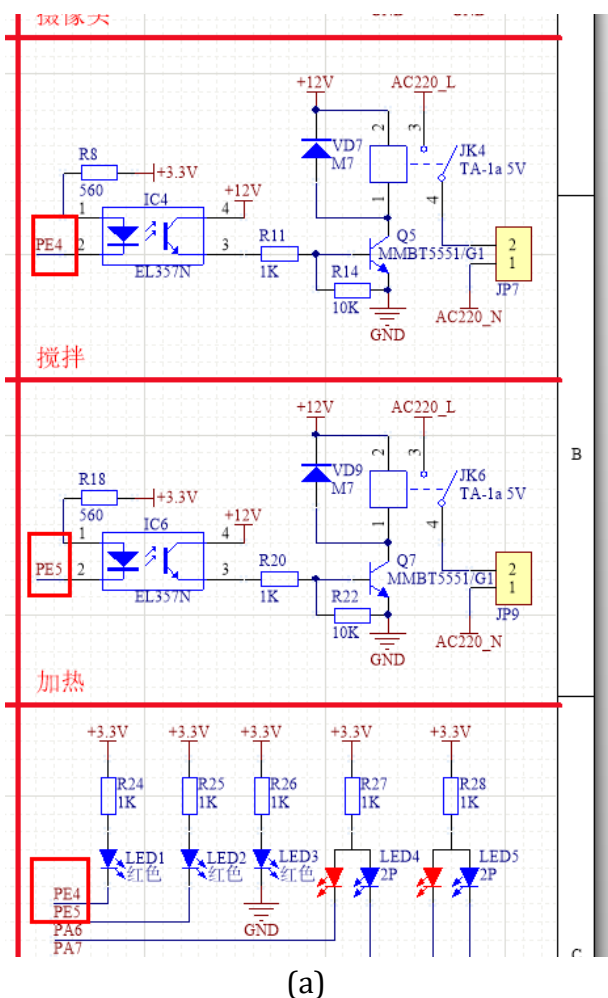 摄像头
+12V
AC220_L
VD7
M7
2
3
JK4
TA-1a 5V
1
4
R8
560
+3.3V
IC4
+12V
1
4
PE4
2
3
EL357N
R11
1K
Q5
MMBT5551/G1
R14
10K
GND
2
1
JP7
AC220_N
搅拌
+12V
AC220_L
VD9
M7
2
3
JK6
TA-1a 5V
1
4
B
R18
560
+3.3V
IC6
+12V
1
4
PE5
2
3
EL357N
R20
1K
Q7
MMBT5551/G1
R22
10K
GND
2
1
JP9
AC220_N
加热
+3.3V
+3.3V
+3.3V
+3.3V
+3.3V
R24
1K
R25
1K
R26
1K
R27
1K
R28
1K
LED1
红色
LED2
红色
LED3
红色
LED4
2P
LED5
2P
PE4
PE5
PA6
PA7
GND
C
(a)